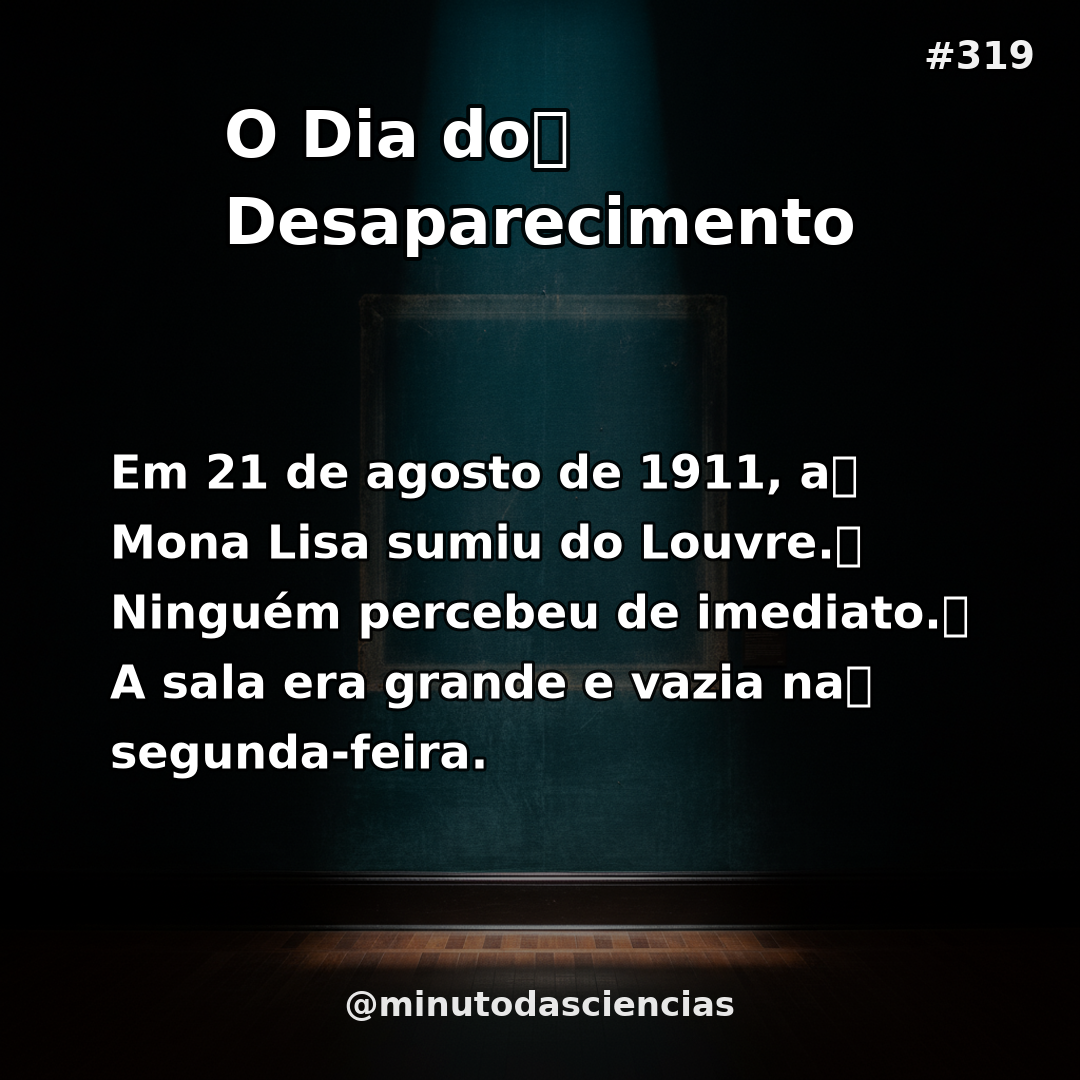 #319
O Dia do▯
Desaparecimento
Em 21 de agosto de 1911, a▯
Mona Lisa sumiu do Louvre.▯
Ninguém percebeu de imediato.▯
A sala era grande e vazia na▯
segunda-feira.
@minutodasciencias